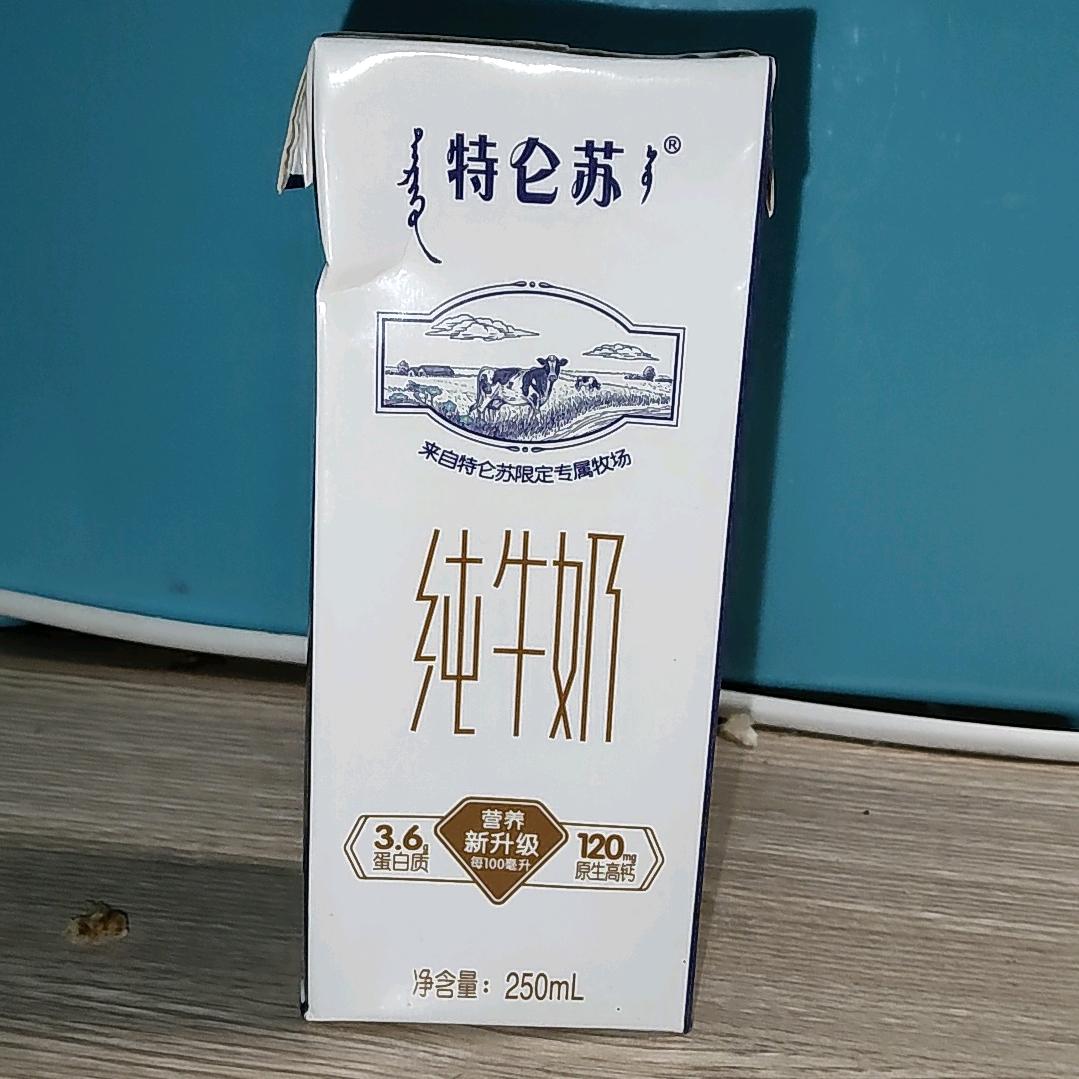 特仑苏®
来自特仑苏限定专属牧场
纯牛奶
3.6g
蛋白质
营养
新升级
每100毫升
120mg
原生高钙
净含量：250mL